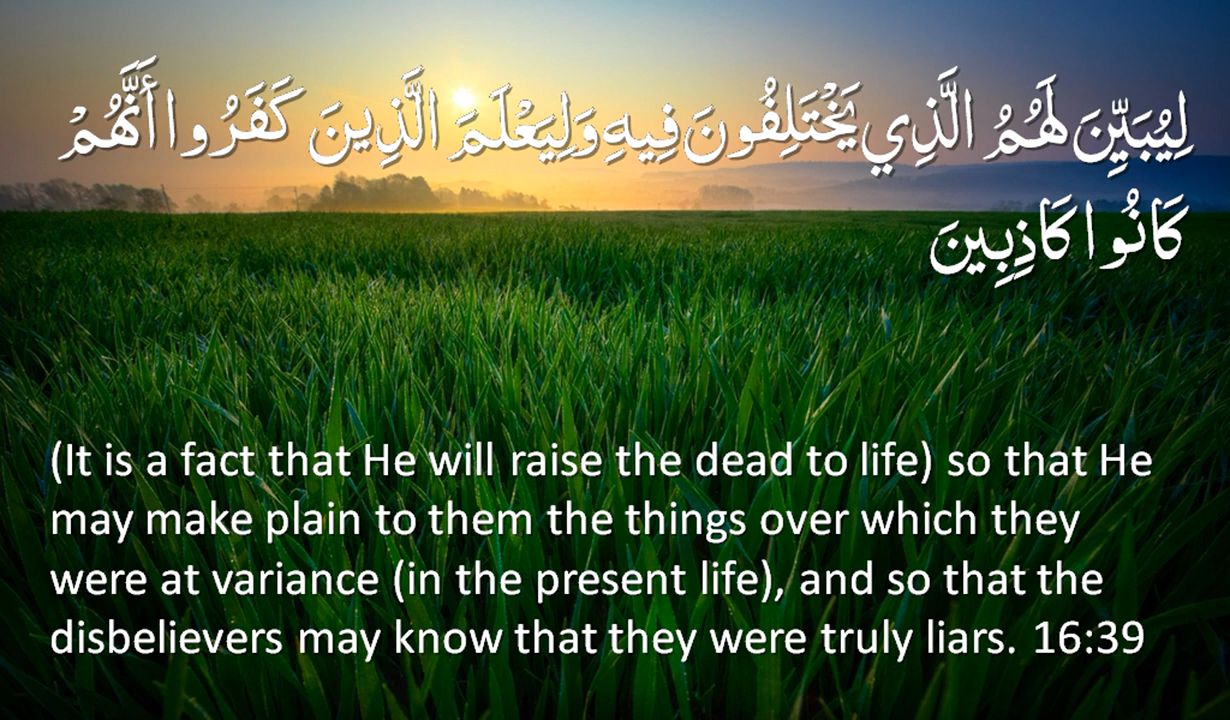 لِيُبَيِّنَ لَهُمُ الَّذِي يَخْتَلِفُونَ فِيهِ وَلِيَعْلَمَ الَّذِينَ كَفَرُوا أَنَّهُمْ
كَانُوا كَاذِبِينَ
(It is a fact that He will raise the dead to life) so that He
may make plain to them the things over which they
were at variance (in the present life), and so that the
disbelievers may know that they were truly liars. 16:39